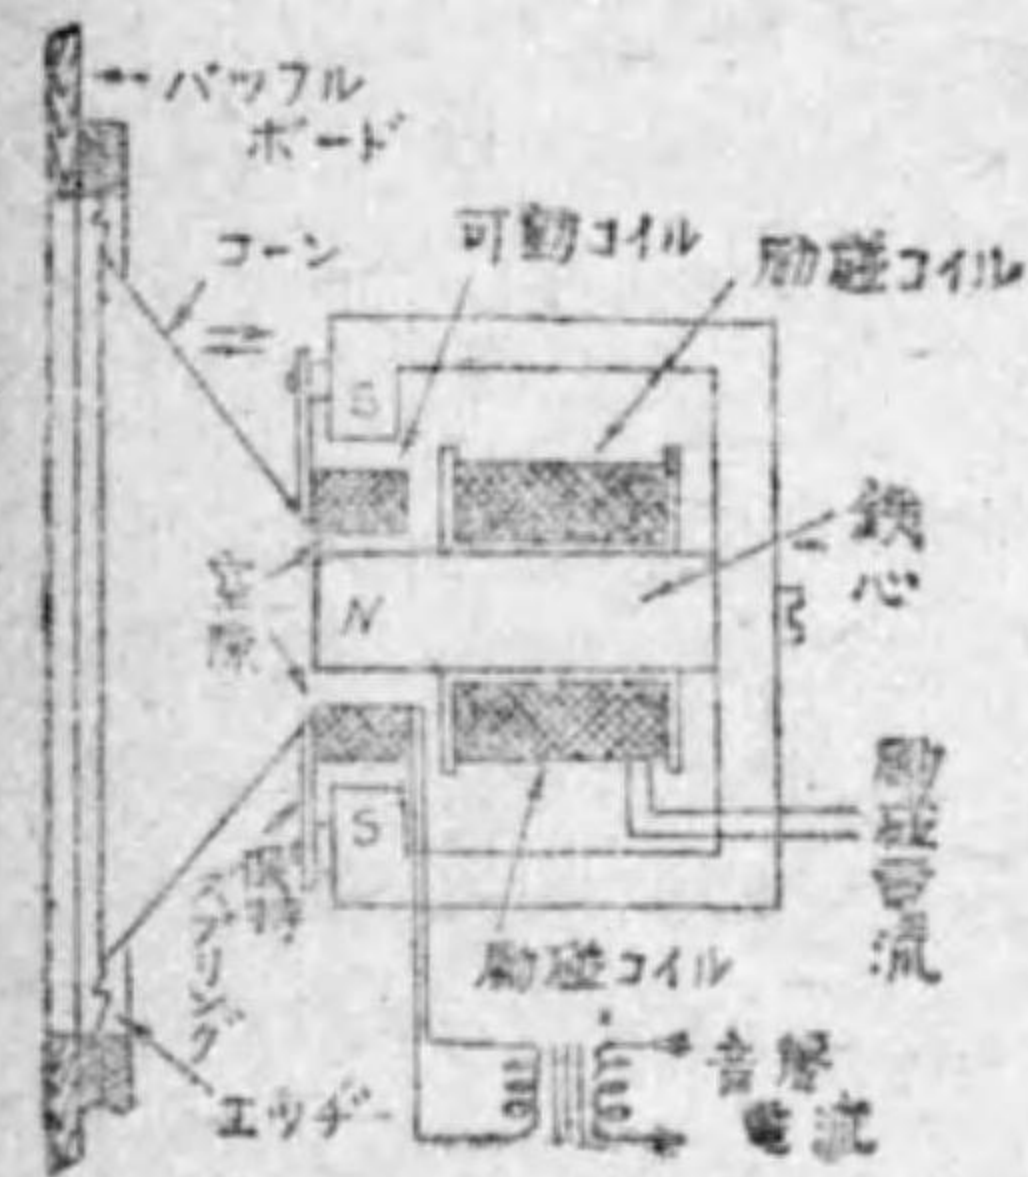 バッフル
ボード
コーン
可動コイル
励磁コイル
S
鉄心
空隙
N
S
保持
スプリング
励磁電流
励磁コイル
エッヂー
音声
電流